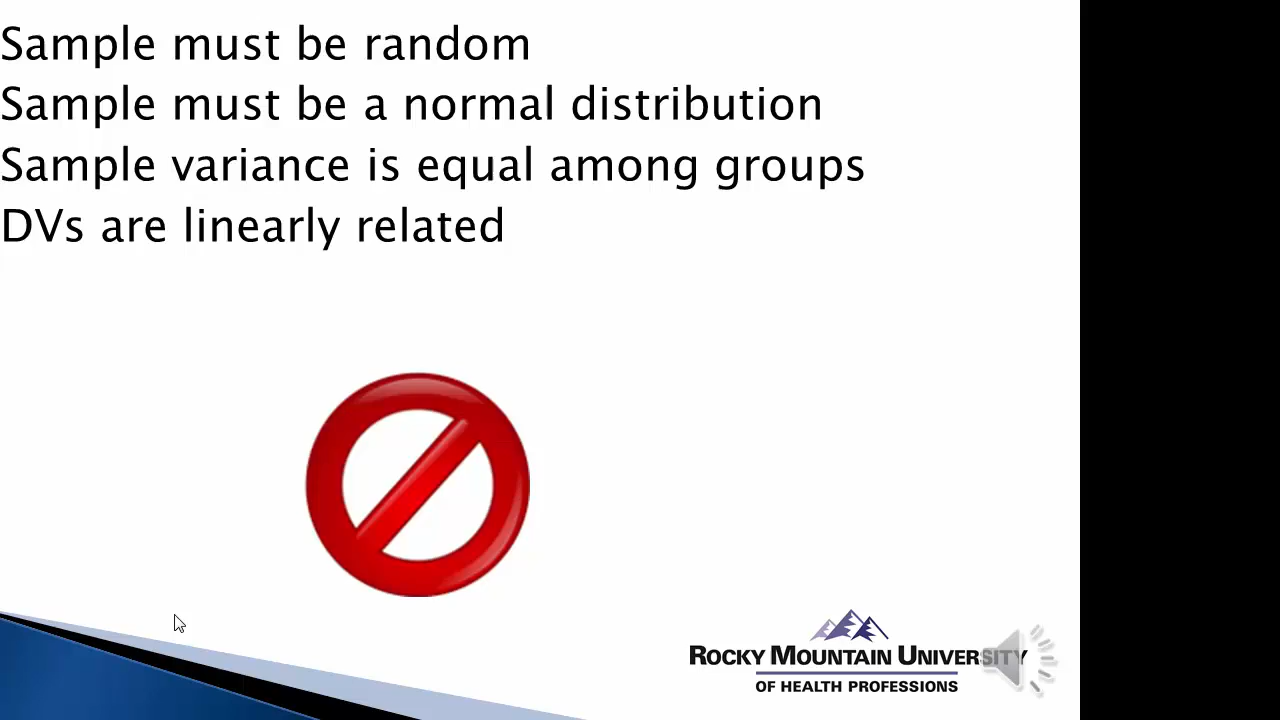 Sample must be random
Sample must be a normal distribution
Sample variance is equal among groups
DVs are linearly related
ROCKY MOUNTAIN UNIVERSITY
OF HEALTH PROFESSIONS